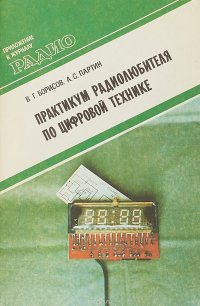 ПРИЛОЖЕНИЕ
К ЖУРНАЛУ
РАДИО
В. Г. БОРИСОВ, А. С. ПАРТИН
ПРАКТИКУМ РАДИОЛЮБИТЕЛЯ
ПО ЦИФРОВОЙ ТЕХНИКЕ